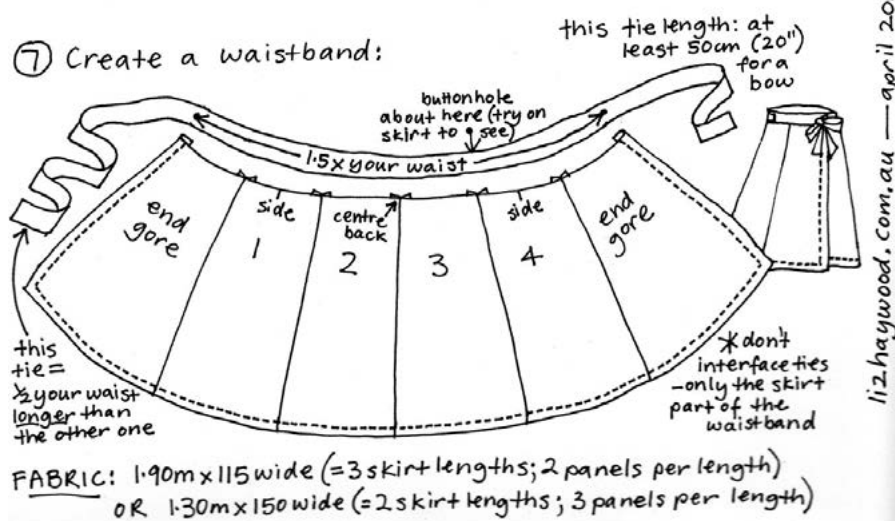 7 Create a waistband:
this tie length: at
least 50cm (20")
for a
bow
buttonhole
about here (try on
skirt to see)
1.5 x your waist
end
gore
side
1
centre
back
2
3
side
4
end
gore
this
tie =
½ your waist
longer than
the other one
* don't
interface ties
- only the skirt
part of the
waistband
FABRIC: 1.90m x 115 wide (= 3 skirt lengths; 2 panels per length)
OR 1.30m x 150 wide (= 2 skirt lengths; 3 panels per length)
lizhaywood.com.au — april 20